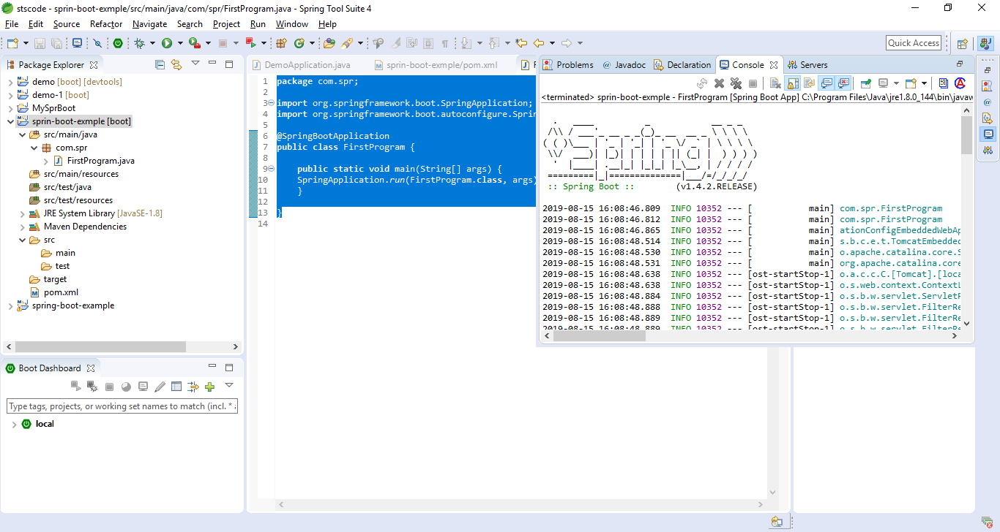 stscode - sprin-boot-exmple/src/main/java/com/spr/FirstProgram.java - Spring Tool Suite 4
File Edit Source Refactor Navigate Search Project Run Window Help
Quick Access
Package Explorer
demo [boot] [devtools]
demo-1 [boot]
MySprBoot
sprin-boot-exmple [boot]
src/main/java
com.spr
FirstProgram.java
src/main/resources
src/test/java
src/test/resources
JRE System Library [JavaSE-1.8]
Maven Dependencies
src
main
test
target
pom.xml
spring-boot-example
Boot Dashboard
Type tags, projects, or working set names to match (incl. *
local
DemoApplication.java sprin-boot-exmple/pom.xml
1 package com.spr;
2
3 import org.springframework.boot.SpringApplication;
4 import org.springframework.boot.autoconfigure.Sprin
5
6 @SpringBootApplication
7 public class FirstProgram {
8
9 public static void main(String[] args) {
10 SpringApplication.run(FirstProgram.class, args)
11 }
12
13 }
14
Problems @ Javadoc Declaration Console Servers
<terminated> sprin-boot-exmple - FirstProgram [Spring Boot App] C:\Program Files\Java\jre1.8.0_144\bin\javaw
:: Spring Boot :: (v1.4.2.RELEASE)
2019-08-15 16:08:46.809 INFO 10352 --- [ main] com.spr.FirstProgram
2019-08-15 16:08:46.812 INFO 10352 --- [ main] com.spr.FirstProgram
2019-08-15 16:08:46.865 INFO 10352 --- [ main] ationConfigEmbeddedWebAp
2019-08-15 16:08:48.514 INFO 10352 --- [ main] s.b.c.e.t.TomcatEmbedded
2019-08-15 16:08:48.530 INFO 10352 --- [ main] o.apache.catalina.core.S
2019-08-15 16:08:48.531 INFO 10352 --- [ main] org.apache.catalina.core
2019-08-15 16:08:48.638 INFO 10352 --- [ost-startStop-1] o.a.c.c.C.[Tomcat].[loca
2019-08-15 16:08:48.638 INFO 10352 --- [ost-startStop-1] o.s.web.context.ContextL
2019-08-15 16:08:48.884 INFO 10352 --- [ost-startStop-1] o.s.b.w.servlet.ServletR
2019-08-15 16:08:48.888 INFO 10352 --- [ost-startStop-1] o.s.b.w.servlet.FilterRe
2019-08-15 16:08:48.889 INFO 10352 --- [ost-startStop-1] o.s.b.w.servlet.FilterRe
2019-08-15 16:08:48.889 INFO 10352 --- [ost-startStop-1] o.s.b.w.servlet.FilterRe